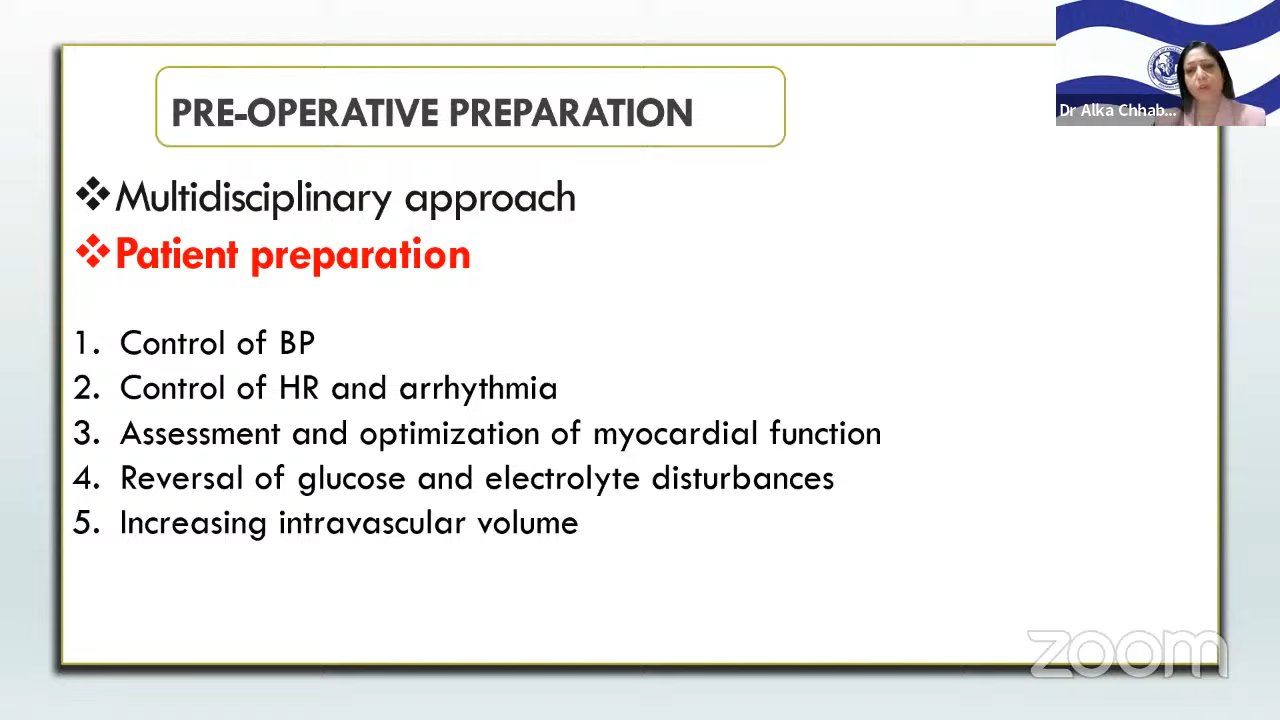 PRE-OPERATIVE PREPARATION
Dr Alka Chhab...
❖Multidisciplinary approach
❖Patient preparation
1. Control of BP
2. Control of HR and arrhythmia
3. Assessment and optimization of myocardial function
4. Reversal of glucose and electrolyte disturbances
5. Increasing intravascular volume
zoom